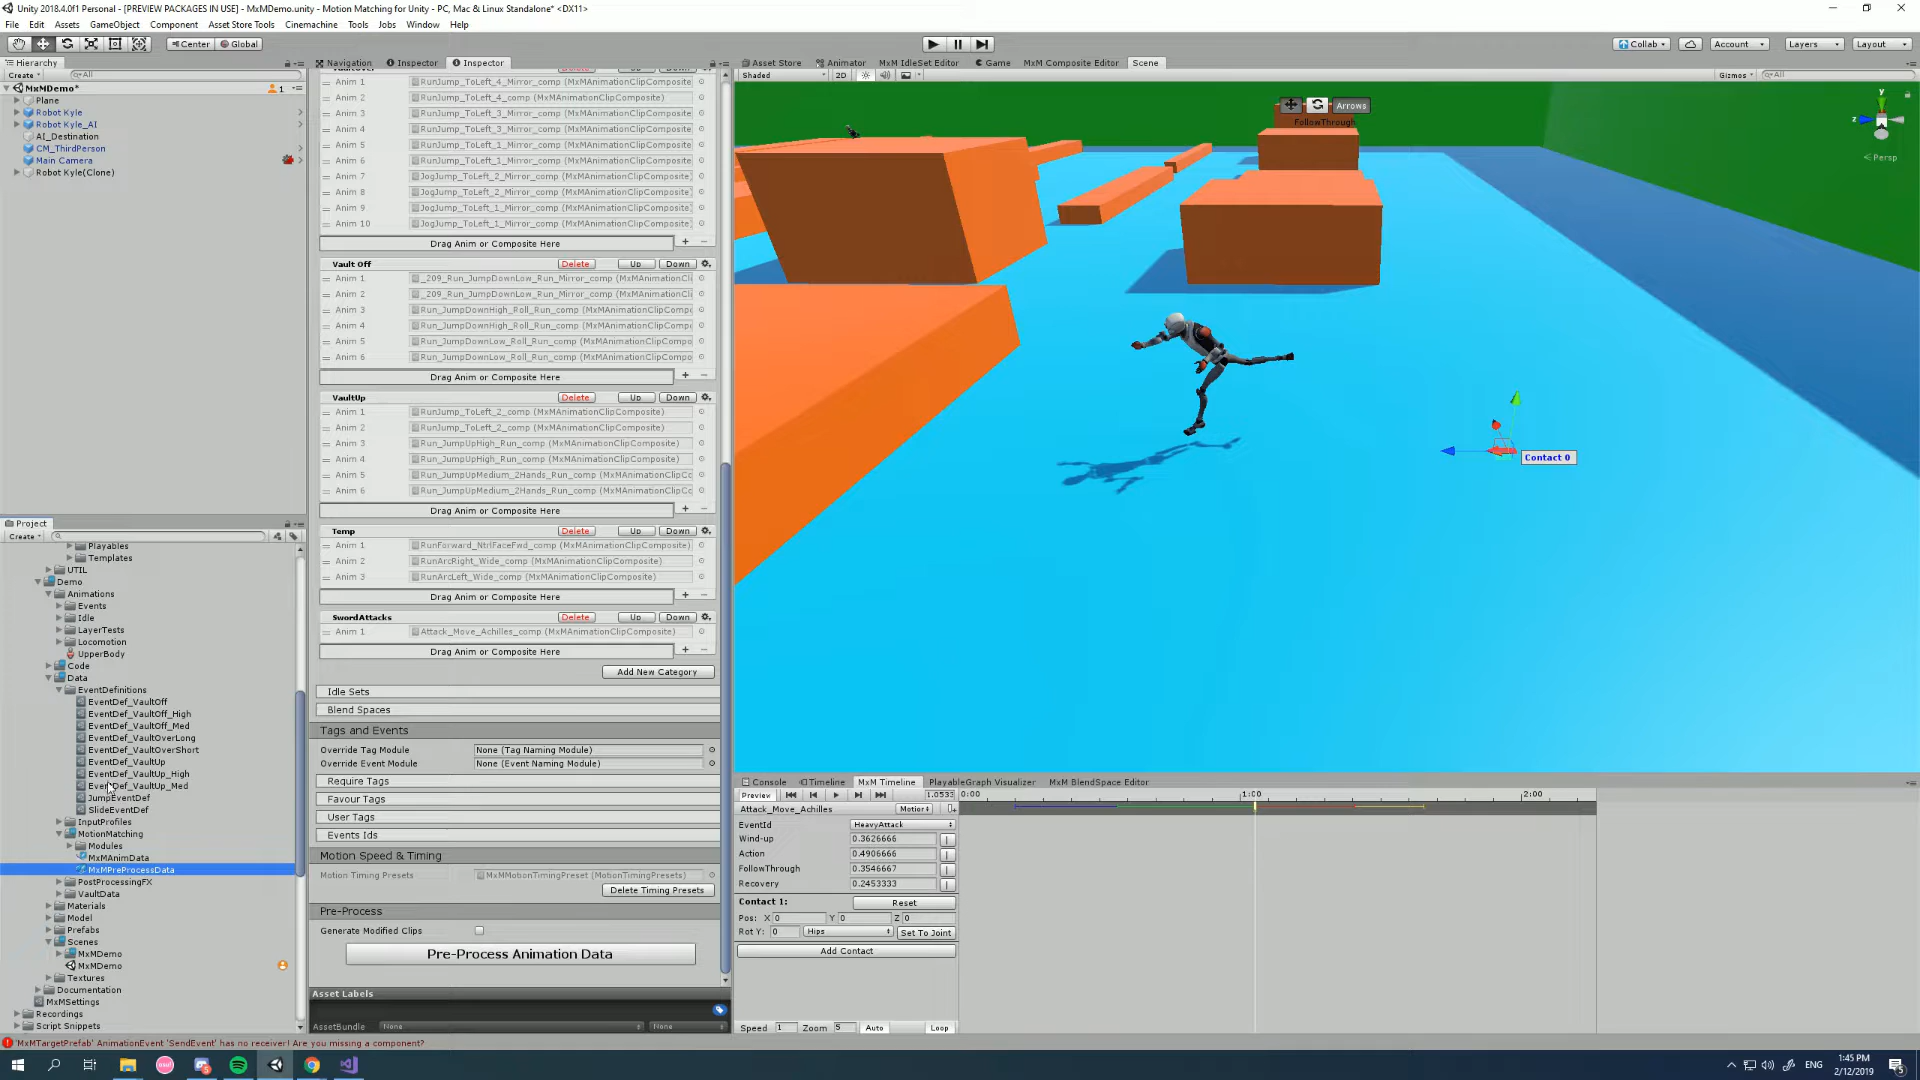 Unity 2018.4.0f1 Personal - [PREVIEW PACKAGES IN USE] - MxMDemo.unity - Motion Matching for Unity - PC, Mac & Linux Standalone* <DX11>
File Edit Assets GameObject Component Asset Store Tools Cinemachine Tools Jobs Window Help
Center Global Collab Account Layers Layout
Hierarchy
Create All
MxMDemo* 1
Plane
Robot Kyle
Robot Kyle_AI
AI_Destination
CM_ThirdPerson
Main Camera
Robot Kyle(Clone)
Project
Create
Playables
Templates
UTIL
Demo
Animations
Events
Idle
LayerTests
Locomotion
UpperBody
Code
Data
EventDefinitions
EventDef_VaultOff
EventDef_VaultOff_High
EventDef_VaultOff_Med
EventDef_VaultOverLong
EventDef_VaultOverShort
EventDef_VaultUp
EventDef_VaultUp_High
EventDef_VaultUp_Med
JumpEventDef
SlideEventDef
InputProfiles
MotionMatching
Modules
MxMAnimData
MxMPreProcessData
PostProcessingFX
VaultData
Materials
Model
Prefabs
Scenes
MxMDemo
MxMDemo
Textures
Documentation
MxMSettings
Recordings
Script Snippets
Navigation Inspector Inspector
Anim 1 RunJump_ToLeft_4_Mirror_comp (MxMAnimationClipComposite)
Anim 2 RunJump_ToLeft_4_comp (MxMAnimationClipComposite)
Anim 3 RunJump_ToLeft_3_Mirror_comp (MxMAnimationClipComposite)
Anim 4 RunJump_ToLeft_3_Mirror_comp (MxMAnimationClipComposite)
Anim 5 RunJump_ToLeft_1_Mirror_comp (MxMAnimationClipComposite)
Anim 6 RunJump_ToLeft_1_Mirror_comp (MxMAnimationClipComposite)
Anim 7 JogJump_ToLeft_2_Mirror_comp (MxMAnimationClipComposite)
Anim 8 JogJump_ToLeft_2_Mirror_comp (MxMAnimationClipComposite)
Anim 9 JogJump_ToLeft_1_Mirror_comp (MxMAnimationClipComposite)
Anim 10 JogJump_ToLeft_1_Mirror_comp (MxMAnimationClipComposite)
Drag Anim or Composite Here + -
Vault Off Delete Up Down
Anim 1 _209_Run_JumpDownLow_Run_Mirror_comp (MxMAnimationCli
Anim 2 _209_Run_JumpDownLow_Run_Mirror_comp (MxMAnimationCli
Anim 3 Run_JumpDownHigh_Roll_Run_comp (MxMAnimationClipCompo
Anim 4 Run_JumpDownHigh_Roll_Run_comp (MxMAnimationClipCompo
Anim 5 Run_JumpDownLow_Roll_Run_comp (MxMAnimationClipCompo
Anim 6 Run_JumpDownLow_Roll_Run_comp (MxMAnimationClipCompo
Drag Anim or Composite Here + -
VaultUp Delete Up Down
Anim 1 RunJump_ToLeft_2_comp (MxMAnimationClipComposite)
Anim 2 RunJump_ToLeft_2_comp (MxMAnimationClipComposite)
Anim 3 Run_JumpUpHigh_Run_comp (MxMAnimationClipComposite)
Anim 4 Run_JumpUpHigh_Run_comp (MxMAnimationClipComposite)
Anim 5 Run_JumpUpMedium_2Hands_Run_comp (MxMAnimationClipCc
Anim 6 Run_JumpUpMedium_2Hands_Run_comp (MxMAnimationClipCc
Drag Anim or Composite Here + -
Temp Delete Up Down
Anim 1 RunForward_NtrlFaceFwd_comp (MxMAnimationClipComposite)
Anim 2 RunArcRight_Wide_comp (MxMAnimationClipComposite)
Anim 3 RunArcLeft_Wide_comp (MxMAnimationClipComposite)
Drag Anim or Composite Here + -
SwordAttacks Delete Up Down
Anim 1 Attack_Move_Achilles_comp (MxMAnimationClipComposite)
Drag Anim or Composite Here + -
Add New Category
Idle Sets
Blend Spaces
Tags and Events
Override Tag Module None (Tag Naming Module)
Override Event Module None (Event Naming Module)
Require Tags
Favour Tags
User Tags
Events Ids
Motion Speed & Timing
Motion Timing Presets MxMMotionTimingPreset (MotionTimingPresets)
Delete Timing Presets
Pre-Process
Generate Modified Clips
Pre-Process Animation Data
Asset Labels
AssetBundle None None
Asset Store Animator MxM IdleSet Editor Game MxM Composite Editor Scene
Shaded 2D Gizmos All
Arrows
FollowThrough
y
z
Persp
Contact 0
Console Timeline MxM Timeline PlayableGraph Visualizer MxM BlendSpace Editor
Preview 1.0533 0:00 1:00 2:00
Attack_Move_Achilles Motion
EventId HeavyAttack
Wind-up 0.3626666
Action 0.4906666
FollowThrough 0.3546667
Recovery 0.2453333
Contact 1: Reset
Pos: X 0 Y 0 Z 0
Rot Y: 0 Hips Set To Joint
Add Contact
Speed 1 Zoom 5 Auto Loop
'MxMTargetPrefab' AnimationEvent 'SendEvent' has no receiver! Are you missing a component?
ENG
1:45 PM
2/12/2019
5